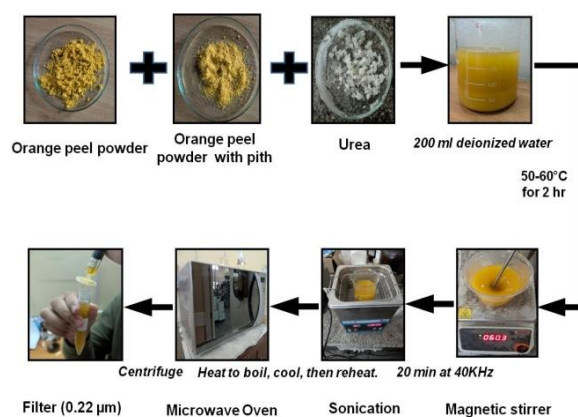 Orange peel powder
Orange peel
powder with pith
Urea
200 ml deionized water
50-60°C
for 2 hr
0603
Centrifuge
Heat to boil, cool, then reheat.
20 min at 40KHz
Filter (0.22 µm)
Microwave Oven
Sonication
Magnetic stirrer